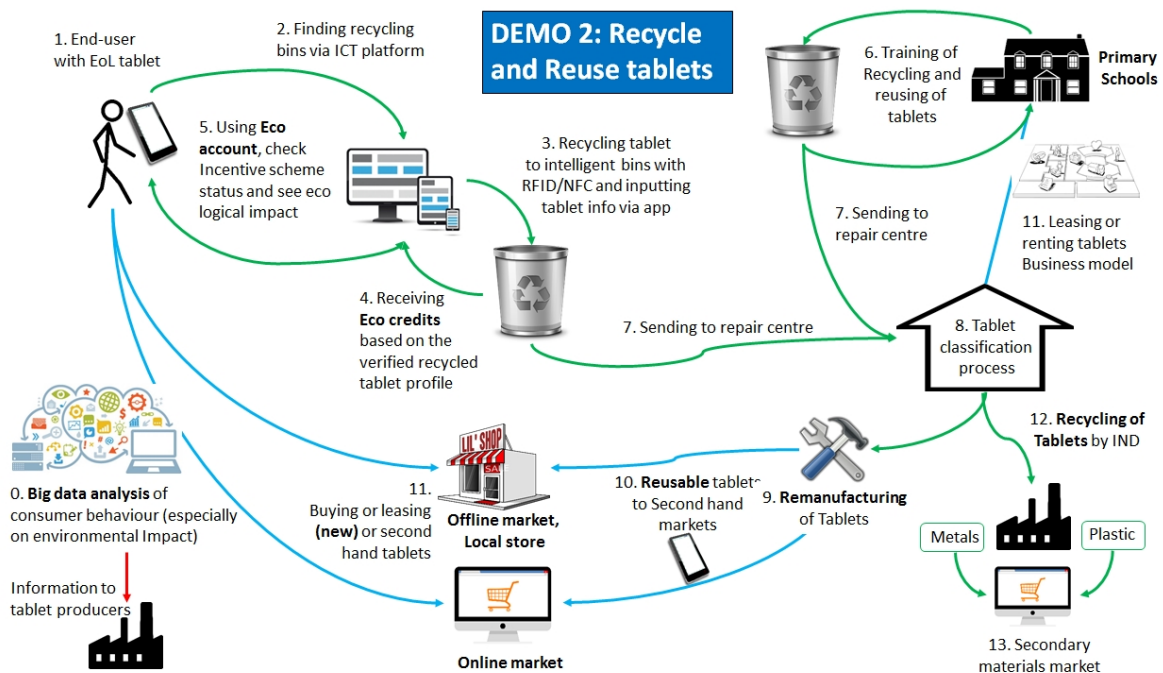 DEMO 2: Recycle
and Reuse tablets
1. End-user
with EoL tablet
2. Finding recycling
bins via ICT platform
5. Using Eco
account, check
Incentive scheme
status and see eco
logical impact
3. Recycling tablet
to intelligent bins with
RFID/NFC and inputting
tablet info via app
4. Receiving
Eco credits
based on the
verified recycled
tablet profile
6. Training of
Recycling and
reusing of
tablets
Primary
Schools
7. Sending to
repair centre
11. Leasing or
renting tablets
Business model
7. Sending to repair centre
8. Tablet
classification
process
0. Big data analysis of
consumer behaviour (especially
on environmental Impact)
Information to
tablet producers
LIL' SHOP
SA
11.
Buying or leasing
(new) or second
hand tablets
Offline market,
Local store
Online market
10. Reusable tablets
to Second hand
markets
9. Remanufacturing
of Tablets
12. Recycling of
Tablets by IND
Metals
Plastic
13. Secondary
materials market